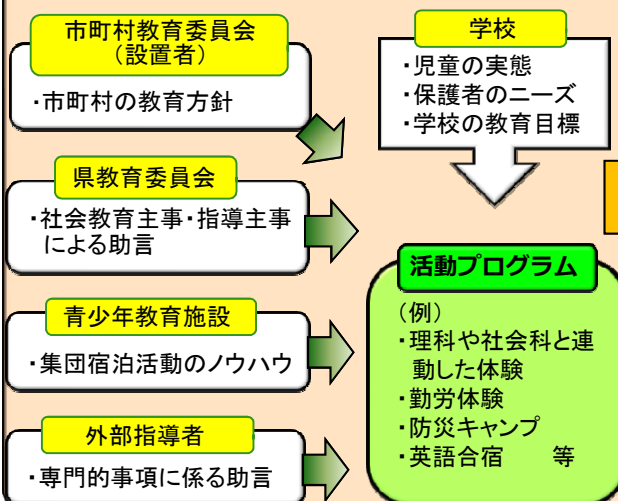 市町村教育委員会
(設置者)
・市町村の教育方針
県教育委員会
・社会教育主事・指導主事
による助言
青少年教育施設
・集団宿泊活動のノウハウ
外部指導者
・専門的事項に係る助言
学校
・児童の実態
・保護者のニーズ
・学校の教育目標
活動プログラム
(例)
・理科や社会科と連
動した体験
・勤労体験
・防災キャンプ
・英語合宿　等